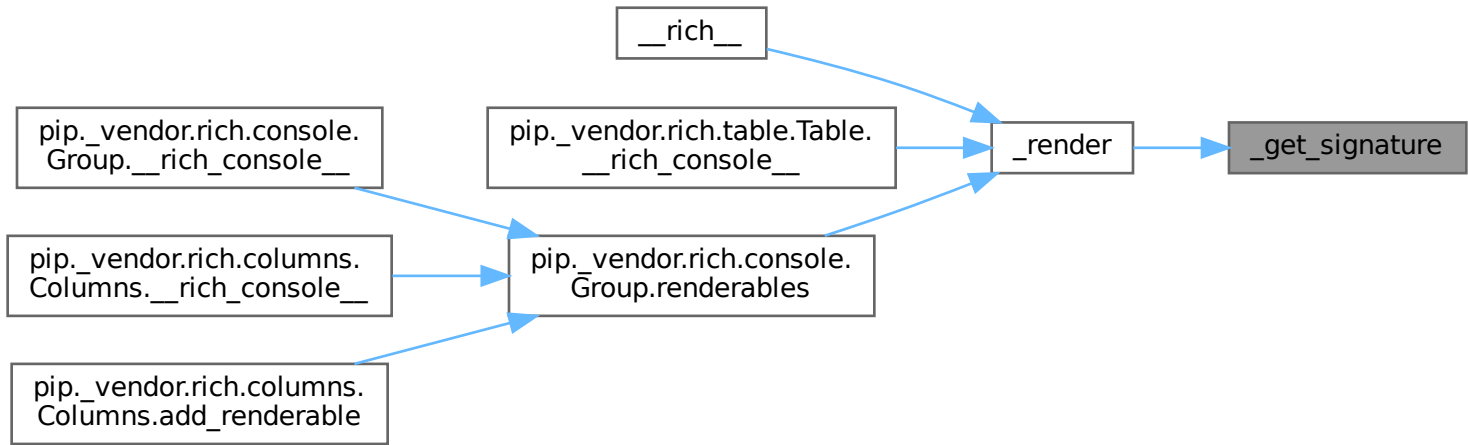 __rich__
pip._vendor.rich.console.
Group.__rich_console__
pip._vendor.rich.table.Table.
__rich_console__
_render
_get_signature
pip._vendor.rich.columns.
Columns.__rich_console__
pip._vendor.rich.console.
Group.renderables
pip._vendor.rich.columns.
Columns.add_renderable